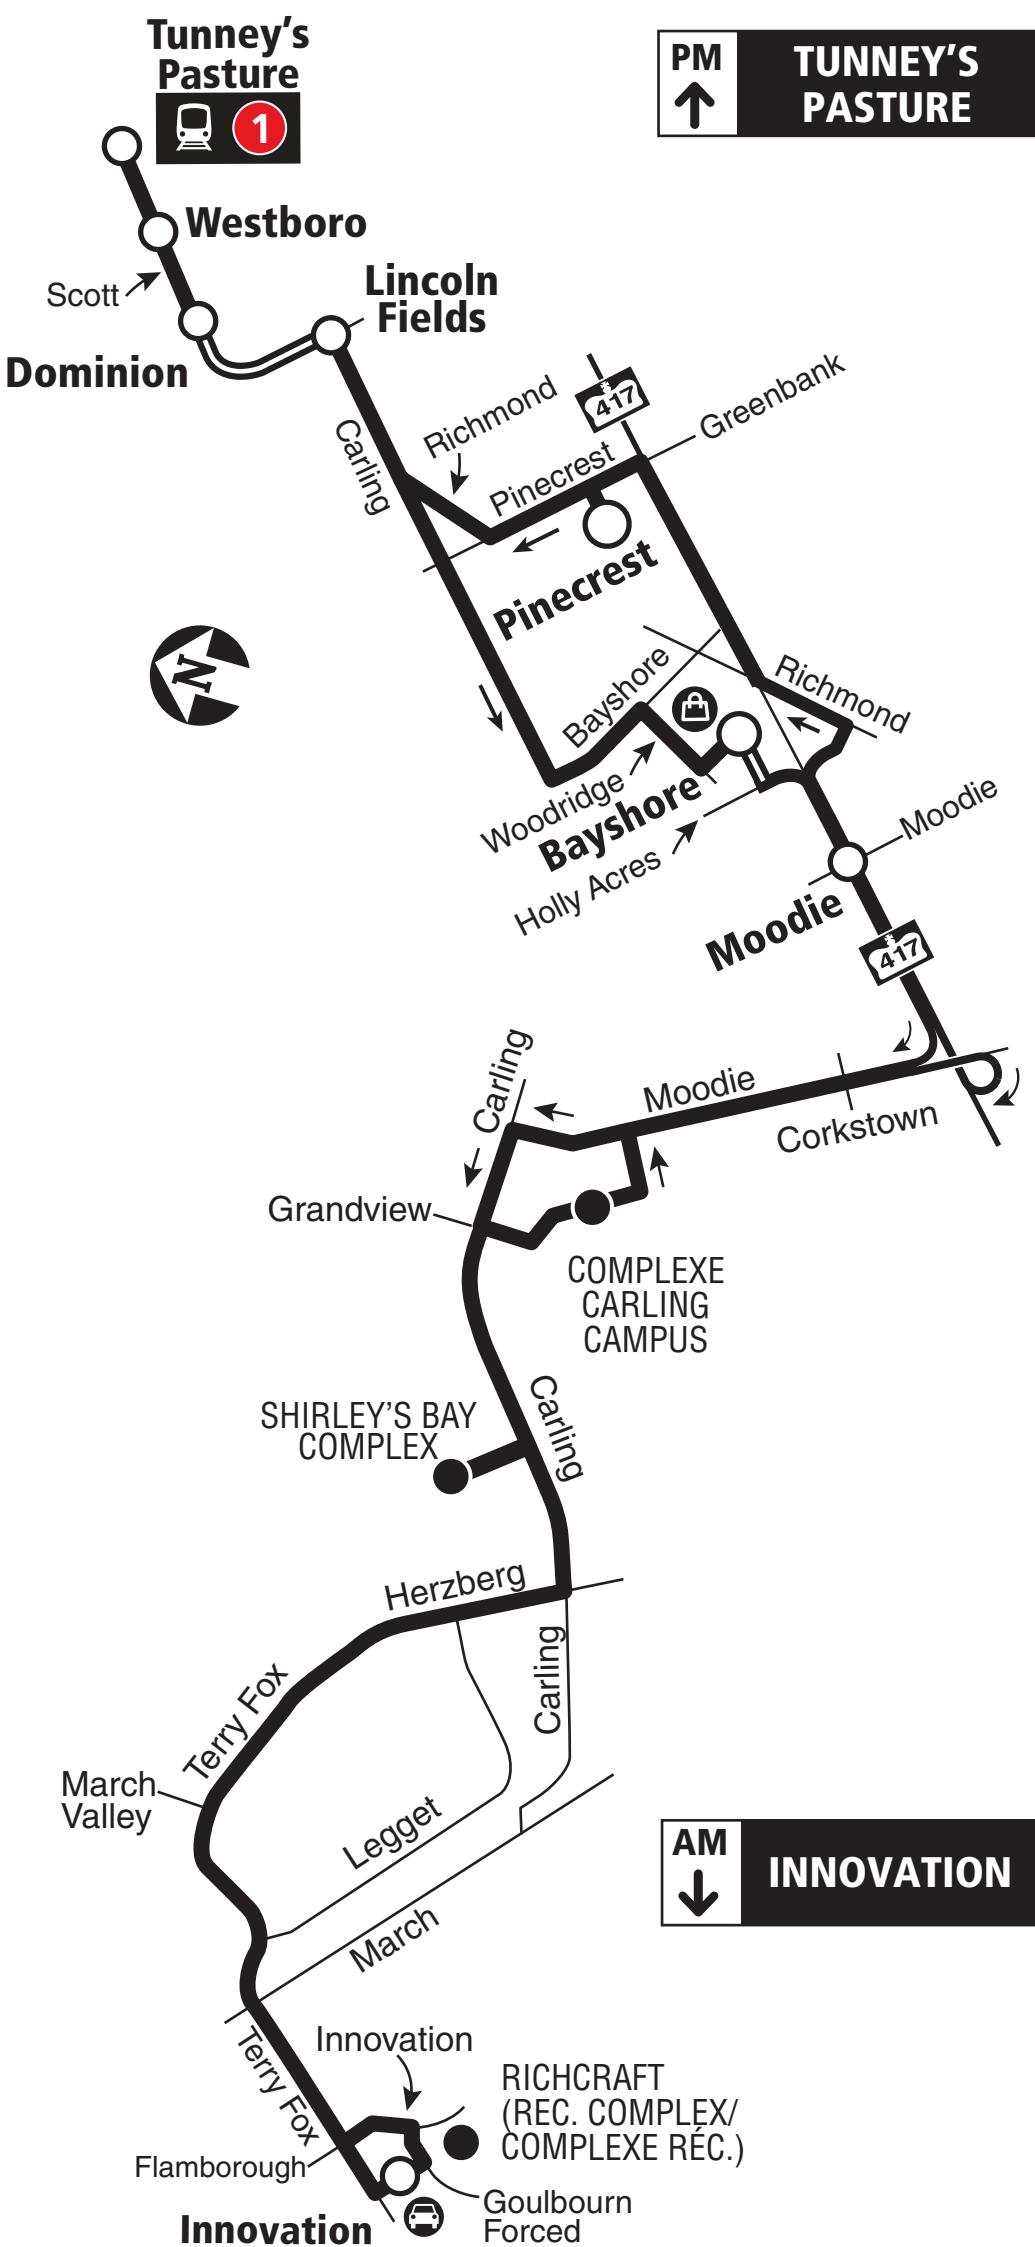 Tunney's
Pasture
1
PM
TUNNEY'S
PASTURE
Westboro
Scott
Lincoln
Fields
Dominion
Carling
Richmond
417
Greenbank
Pinecrest
Pinecrest
N
Bayshore
Richmond
Woodridge
Bayshore
Holly Acres
Moodie
Moodie
417
Carling
Moodie
Corkstown
Grandview
COMPLEXE
CARLING
CAMPUS
Carling
SHIRLEY'S BAY
COMPLEX
Herzberg
Carling
Terry Fox
March
Valley
Legget
March
AM
INNOVATION
Terry Fox
Innovation
RICHCRAFT
(REC. COMPLEX/
COMPLEXE RÉC.)
Flamborough
Goulbourn
Forced
Innovation